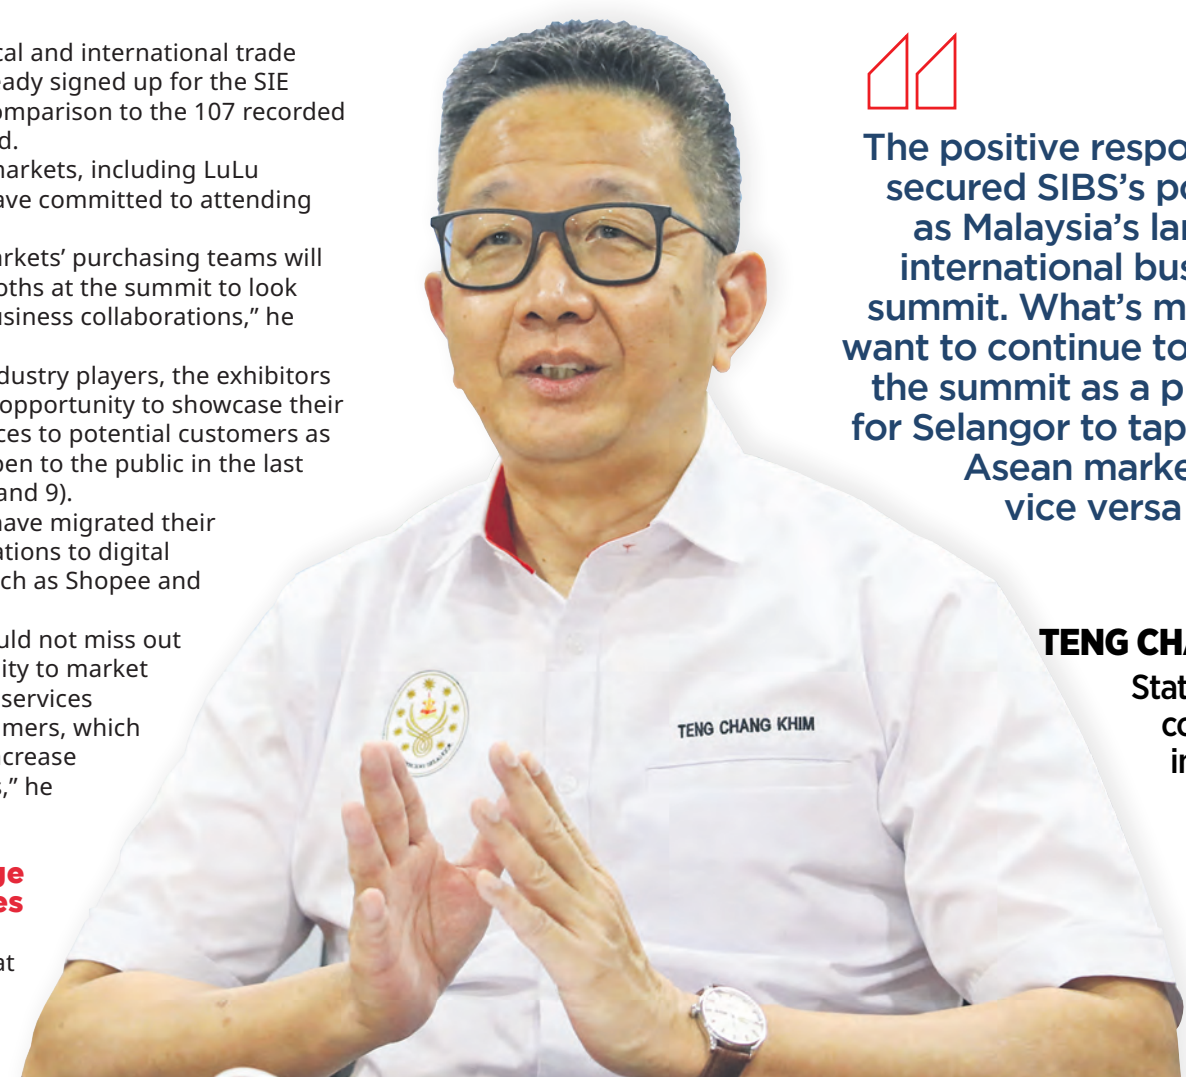 cal and international trade
eady signed up for the SIE
omparison to the 107 recorded
d.
narkets, including LuLu
ave committed to attending
arkets’ purchasing teams will
oths at the summit to look
usiness collaborations,” he
dustry players, the exhibitors
opportunity to showcase their
ces to potential customers as
pen to the public in the last
and 9).
have migrated their
ations to digital
ch as Shopee and
uld not miss out
ity to market
services
mers, which
ncrease
s,” he
ge
es
at
The positive respo
secured SIBS’s po
as Malaysia’s lar
international bus
summit. What’s m
want to continue to
the summit as a p
for Selangor to tap
Asean marke
vice versa
TENG CHA
Stat
co
in
TENG CHANG KHIM